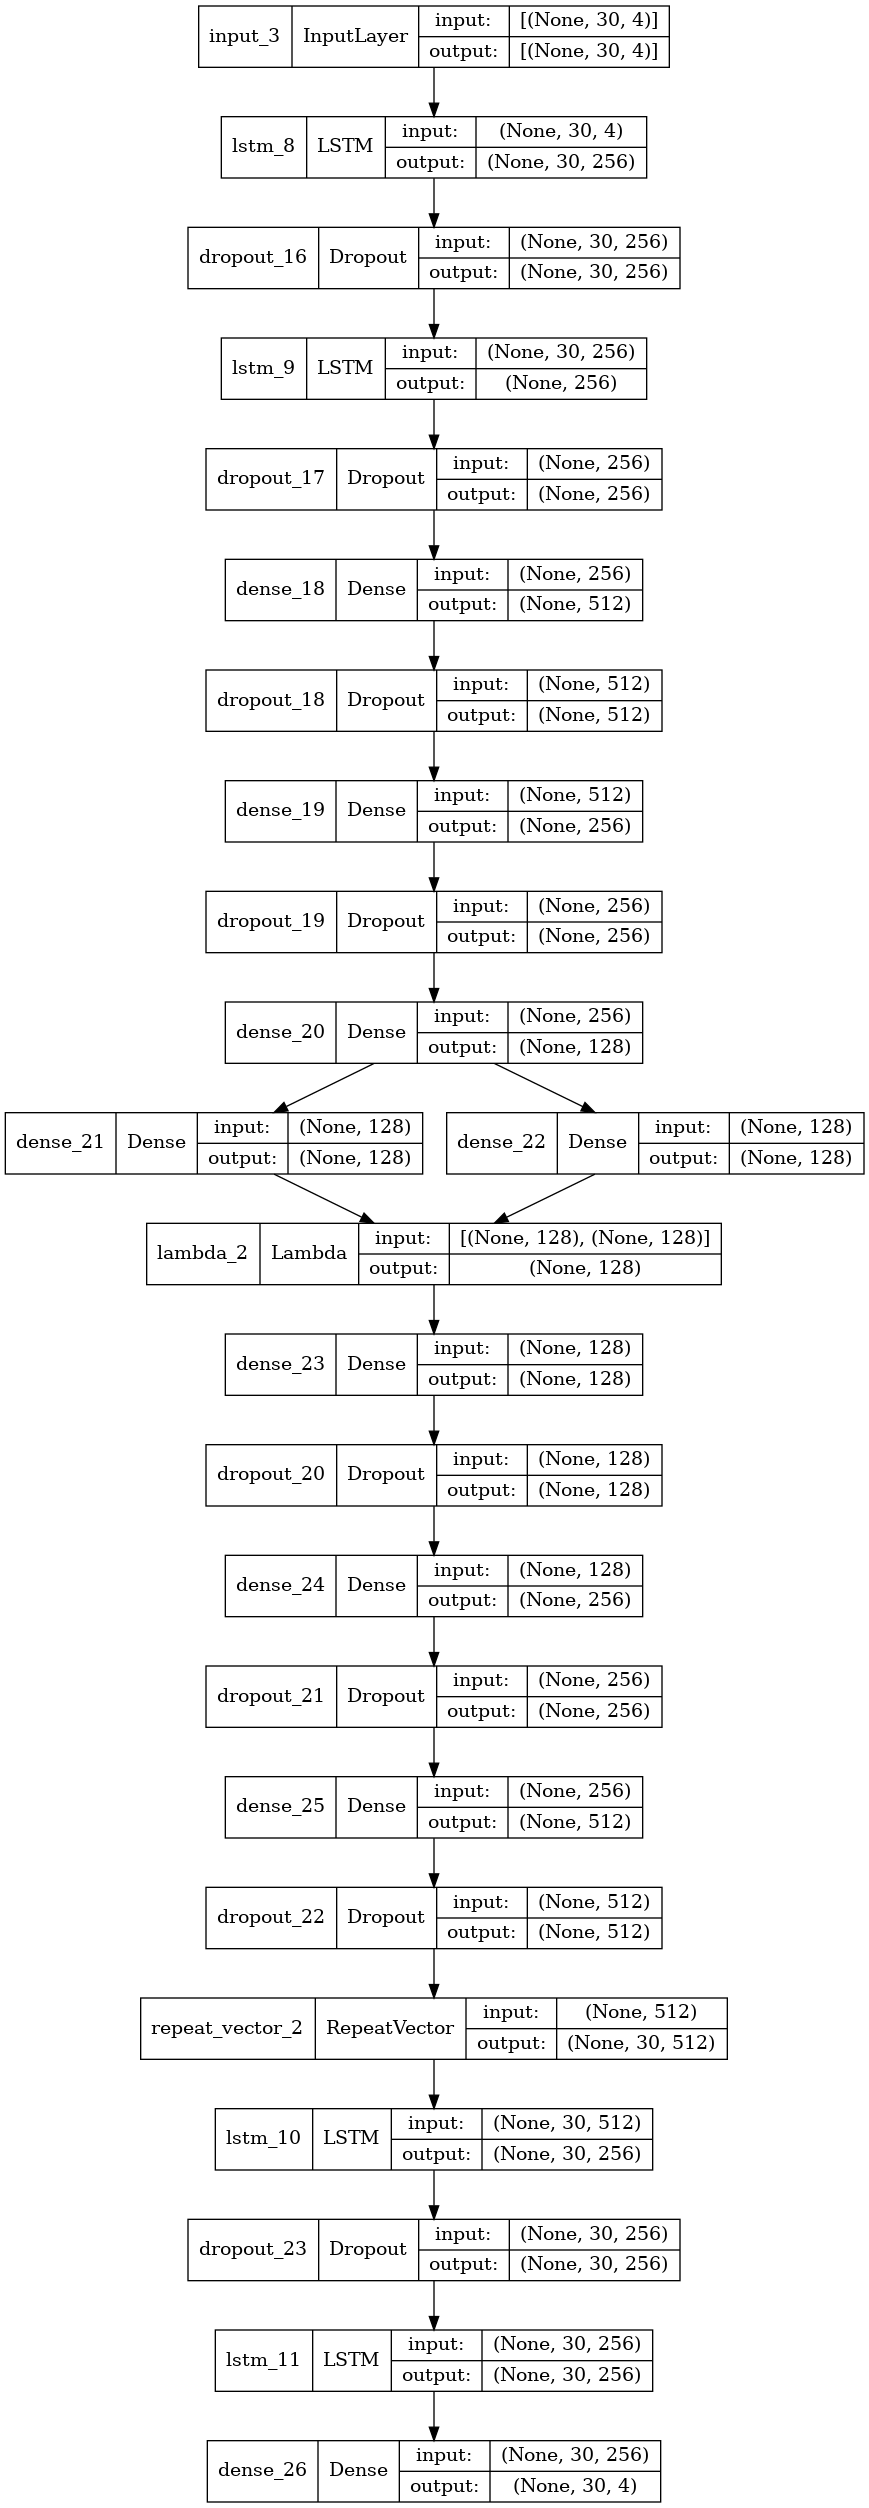 input_3 InputLayer input: [(None, 30, 4)]
output: [(None, 30, 4)]
lstm_8 LSTM input: (None, 30, 4)
output: (None, 30, 256)
dropout_16 Dropout input: (None, 30, 256)
output: (None, 30, 256)
lstm_9 LSTM input: (None, 30, 256)
output: (None, 256)
dropout_17 Dropout input: (None, 256)
output: (None, 256)
dense_18 Dense input: (None, 256)
output: (None, 512)
dropout_18 Dropout input: (None, 512)
output: (None, 512)
dense_19 Dense input: (None, 512)
output: (None, 256)
dropout_19 Dropout input: (None, 256)
output: (None, 256)
dense_20 Dense input: (None, 256)
output: (None, 128)
dense_21 Dense input: (None, 128)
output: (None, 128)
dense_22 Dense input: (None, 128)
output: (None, 128)
lambda_2 Lambda input: [(None, 128), (None, 128)]
output: (None, 128)
dense_23 Dense input: (None, 128)
output: (None, 128)
dropout_20 Dropout input: (None, 128)
output: (None, 128)
dense_24 Dense input: (None, 128)
output: (None, 256)
dropout_21 Dropout input: (None, 256)
output: (None, 256)
dense_25 Dense input: (None, 256)
output: (None, 512)
dropout_22 Dropout input: (None, 512)
output: (None, 512)
repeat_vector_2 RepeatVector input: (None, 512)
output: (None, 30, 512)
lstm_10 LSTM input: (None, 30, 512)
output: (None, 30, 256)
dropout_23 Dropout input: (None, 30, 256)
output: (None, 30, 256)
lstm_11 LSTM input: (None, 30, 256)
output: (None, 30, 256)
dense_26 Dense input: (None, 30, 256)
output: (None, 30, 4)